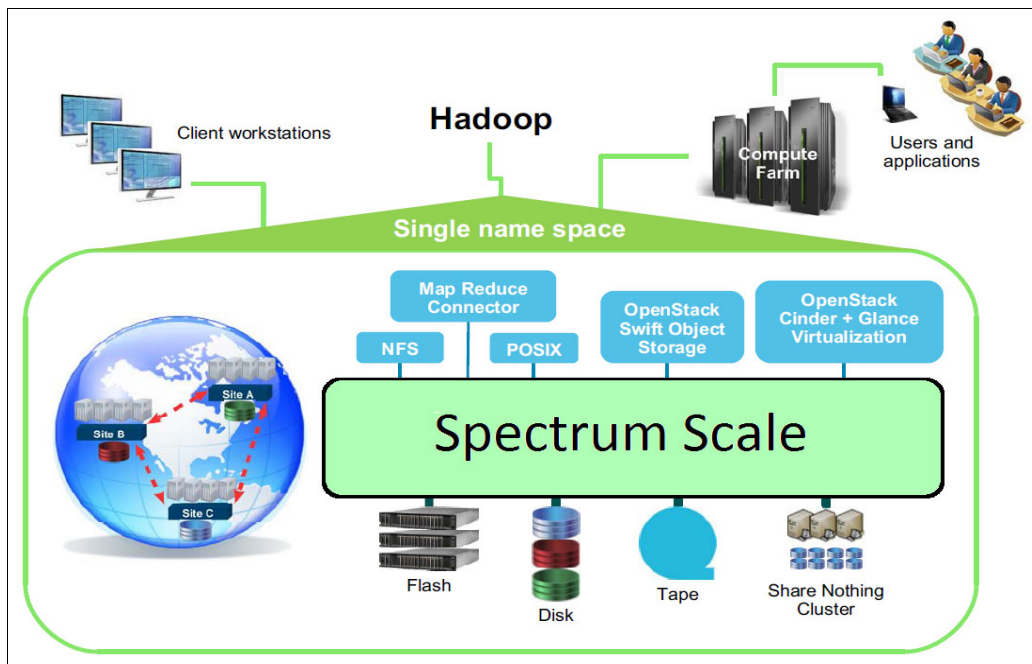 Client workstations
Hadoop
Compute
Farm
Users and
applications
Single name space
Map Reduce
Connector
NFS
POSIX
OpenStack
Swift Object
Storage
OpenStack
Cinder + Glance
Virtualization
Site A
Site B
Site C
Spectrum Scale
Flash
Disk
Tape
Share Nothing
Cluster